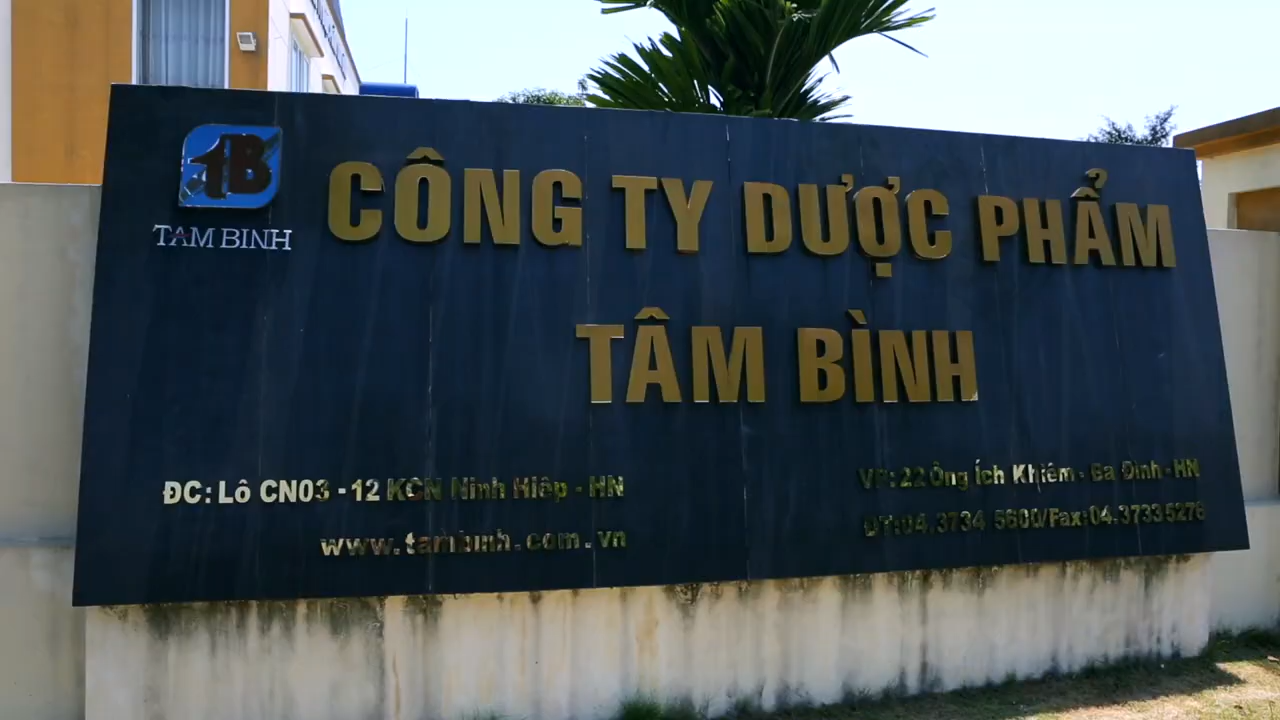 TB
TAM BINH
CÔNG TY DƯỢC PHẨM
TÂM BÌNH
ĐC: Lô CN03 - 12 KCN Ninh Hiệp - HN
www.tambinh.com.vn
VP: 22 Ông Ích Khiêm - Ba Đình - HN
ĐT: 04.3734 5600/Fax: 04.3733 5276